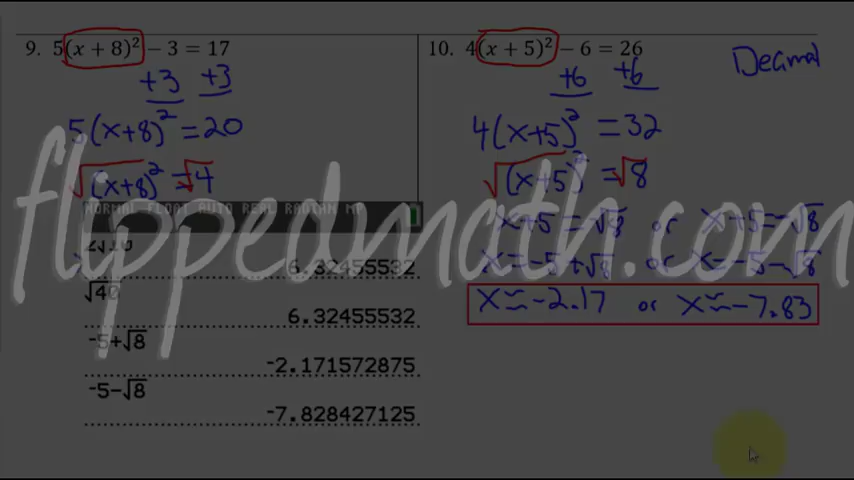 9. 5(x + 8)² − 3 = 17
+3 +3
5(x+8)² = 20
√(x+8)² = √4
NORMAL FLOAT AUTO REAL RADIAN MP
2√10
6.32455532
√40
6.32455532
-5+√8
-2.171572875
-5-√8
-7.828427125
10. 4(x + 5)² − 6 = 26
+6 +6
Decimal
4(x+5)² = 32
√(x+5)² = √8
x+5 = √8 or x+5 = -√8
x = -5+√8 or x = -5-√8
x ≈ -2.17 or x ≈ -7.83
flippedmath.com